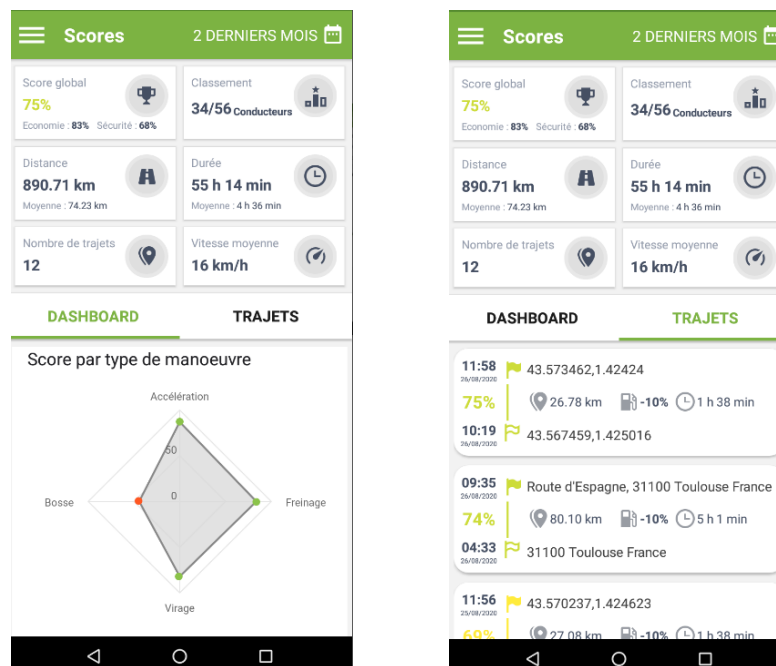 Scores 2 DERNIERS MOIS
Score global
75%
Economie : 83% Sécurité : 68%
Classement
34/56 Conducteurs
Distance
890.71 km
Moyenne : 74.23 km
Durée
55 h 14 min
Moyenne : 4 h 36 min
Nombre de trajets
12
Vitesse moyenne
16 km/h
DASHBOARD TRAJETS
Score par type de manoeuvre
Accélération
50
0
Bosse
Freinage
Virage
Scores 2 DERNIERS MOIS
Score global
75%
Economie : 83% Sécurité : 68%
Classement
34/56 Conducteurs
Distance
890.71 km
Moyenne : 74.23 km
Durée
55 h 14 min
Moyenne : 4 h 36 min
Nombre de trajets
12
Vitesse moyenne
16 km/h
DASHBOARD TRAJETS
11:58 43.573462,1.42424
26/08/2020
75% 26.78 km -10% 1 h 38 min
10:19 43.567459,1.425016
26/08/2020
09:35 Route d'Espagne, 31100 Toulouse France
26/08/2020
74% 80.10 km -10% 5 h 1 min
04:33 31100 Toulouse France
26/08/2020
11:56 43.570237,1.424623
25/08/2020
69% 27.08 km -10% 1 h 38 min